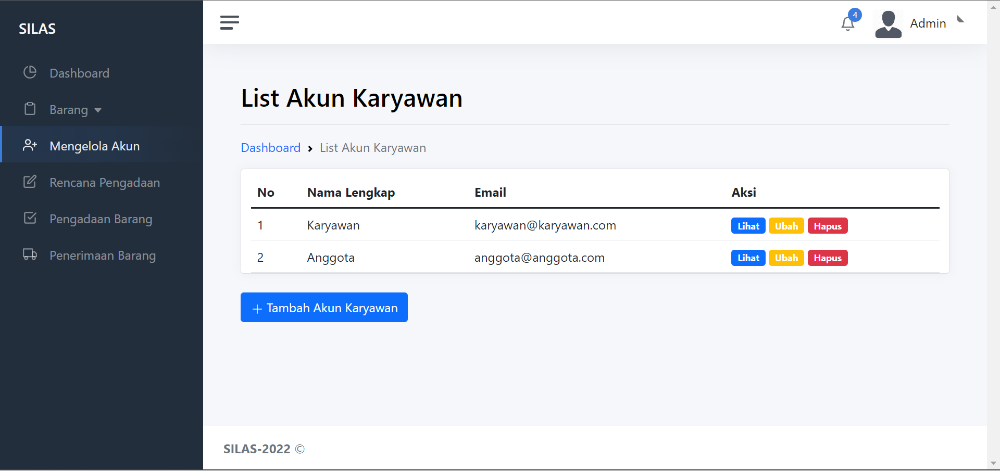 SILAS
Dashboard
Barang
Mengelola Akun
Rencana Pengadaan
Pengadaan Barang
Penerimaan Barang
4
Admin
List Akun Karyawan
Dashboard List Akun Karyawan
No Nama Lengkap Email Aksi
1 Karyawan karyawan@karyawan.com Lihat Ubah Hapus
2 Anggota anggota@anggota.com Lihat Ubah Hapus
+ Tambah Akun Karyawan
SILAS-2022 ©